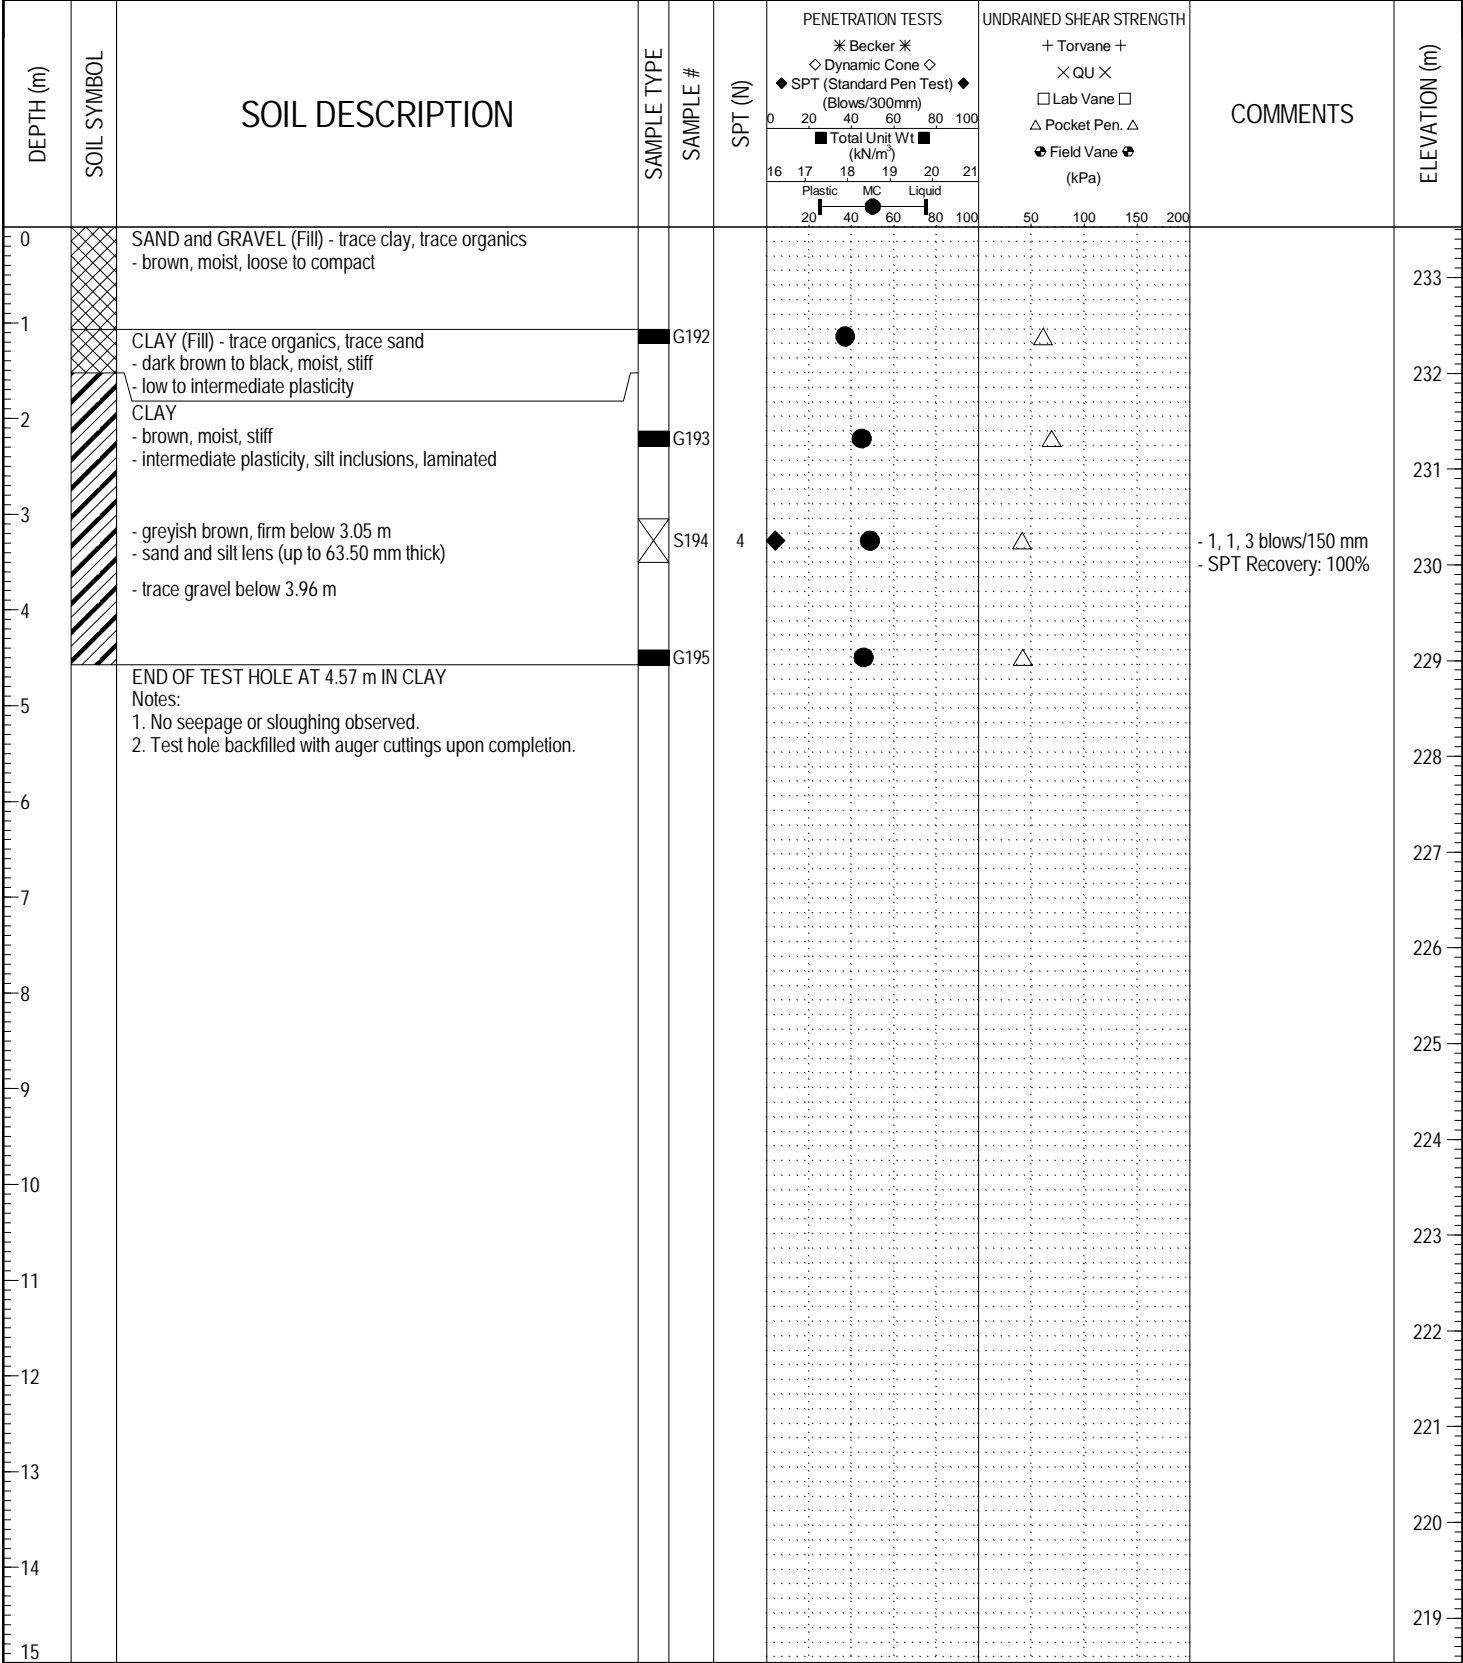 DEPTH (m)
SOIL SYMBOL
SOIL DESCRIPTION
SAMPLE TYPE
SAMPLE #
SPT (N)
PENETRATION TESTS
Becker
Dynamic Cone
SPT (Standard Pen Test)
(Blows/300mm)
0 20 40 60 80 100
Total Unit Wt
(kN/m³)
16 17 18 19 20 21
Plastic MC Liquid
20 40 60 80 100
UNDRAINED SHEAR STRENGTH
Torvane
QU
Lab Vane
Pocket Pen.
Field Vane
(kPa)
50 100 150 200
COMMENTS
ELEVATION (m)
0
1
2
3
4
5
6
7
8
9
10
11
12
13
14
15
SAND and GRAVEL (Fill) - trace clay, trace organics
- brown, moist, loose to compact
CLAY (Fill) - trace organics, trace sand
- dark brown to black, moist, stiff
- low to intermediate plasticity
CLAY
- brown, moist, stiff
- intermediate plasticity, silt inclusions, laminated
- greyish brown, firm below 3.05 m
- sand and silt lens (up to 63.50 mm thick)
- trace gravel below 3.96 m
END OF TEST HOLE AT 4.57 m IN CLAY
Notes:
1. No seepage or sloughing observed.
2. Test hole backfilled with auger cuttings upon completion.
G192
G193
S194
G195
4
- 1, 1, 3 blows/150 mm
- SPT Recovery: 100%
233
232
231
230
229
228
227
226
225
224
223
222
221
220
219